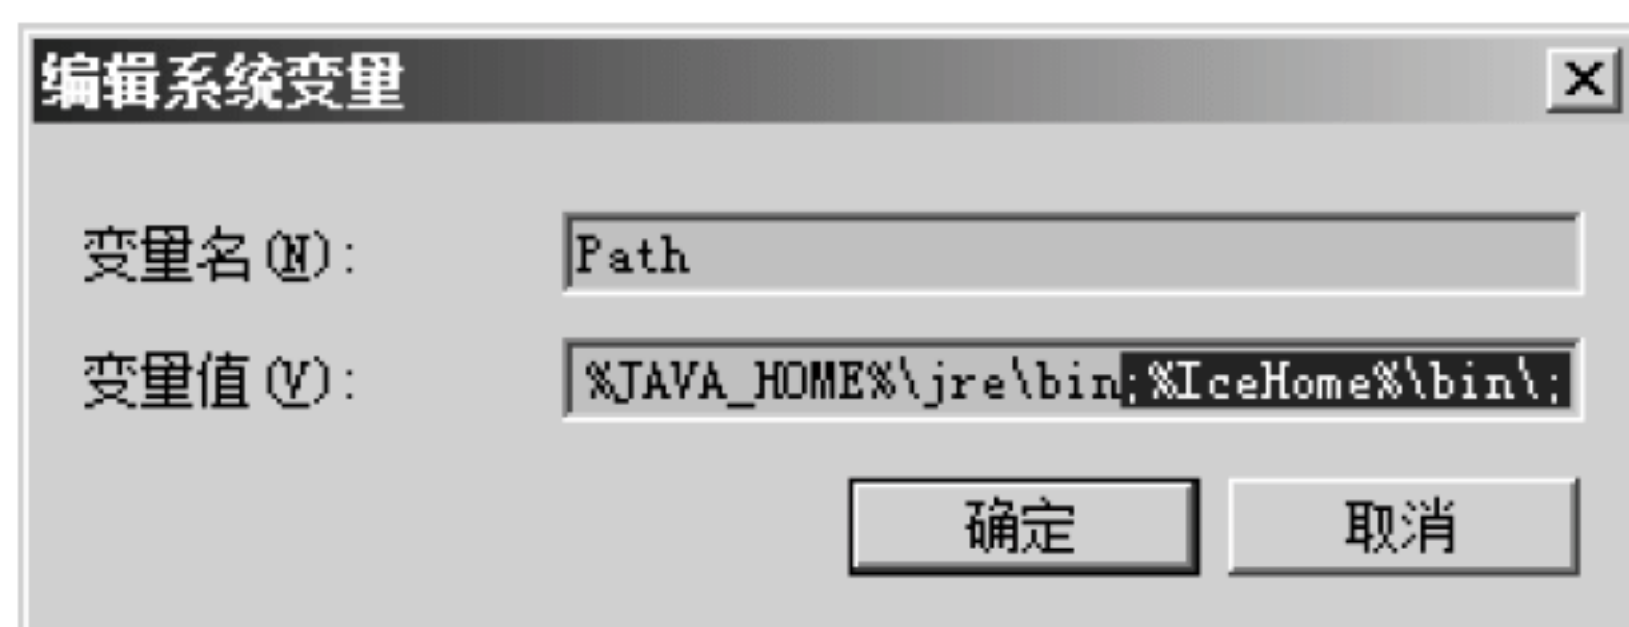 编辑系统变量
变量名(N):
Path
变量值(V):
%JAVA_HOME%\jre\bin;%IceHome%\bin\;
确定
取消